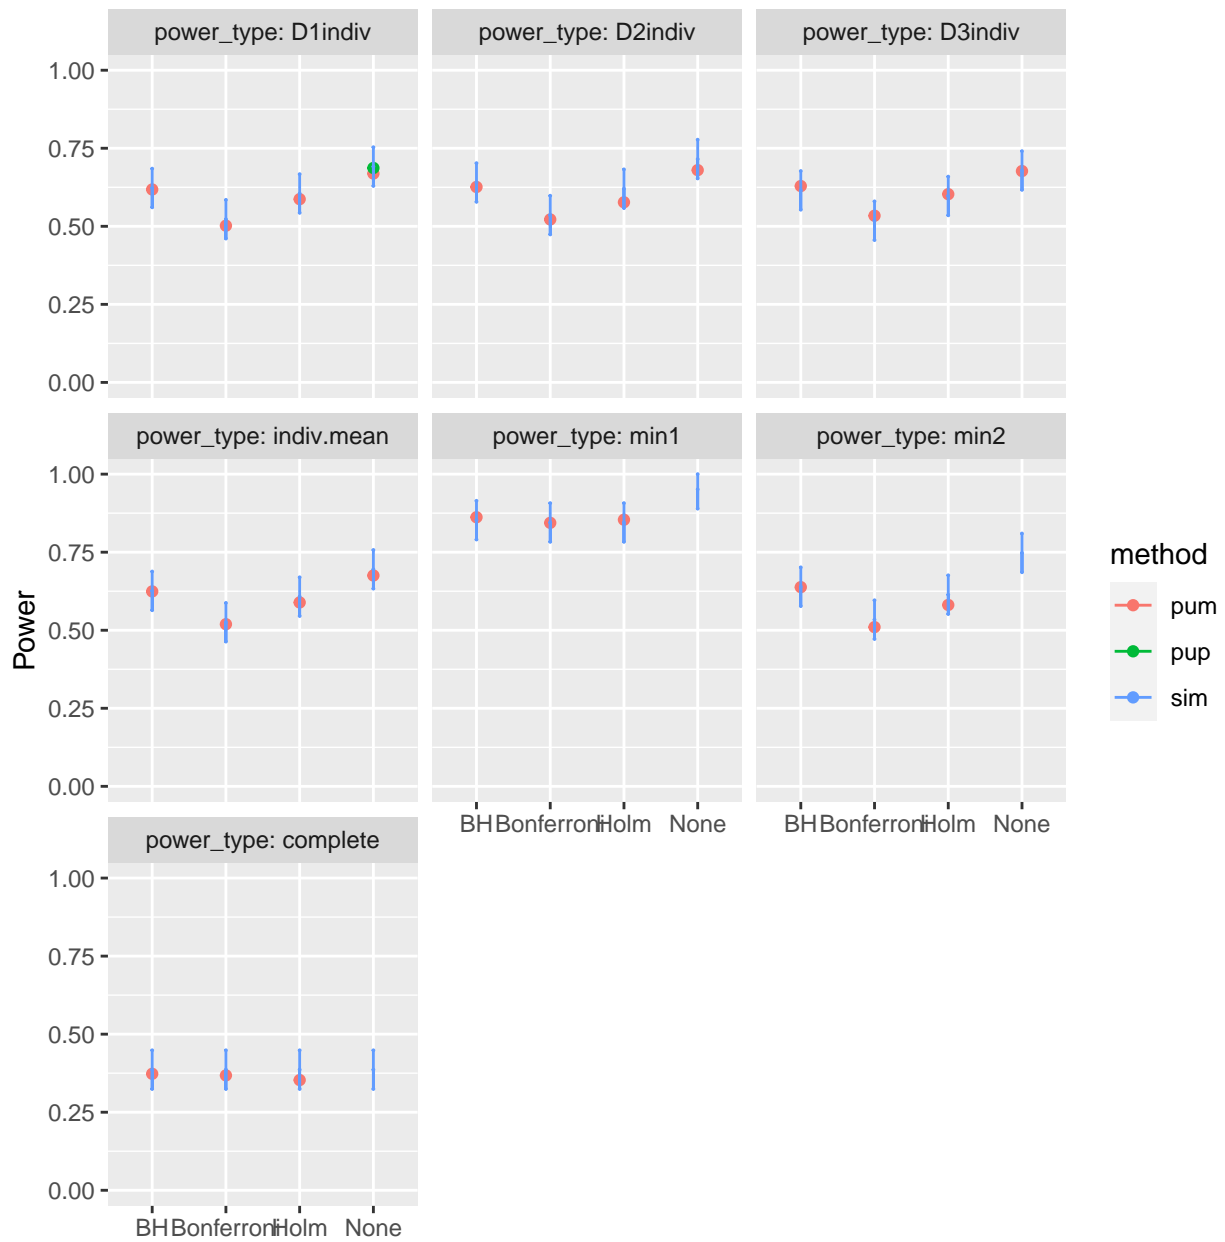 power_type: D1indiv power_type: D2indiv power_type: D3indiv
1.00
0.75
0.50
0.25
0.00
power_type: indiv.mean power_type: min1 power_type: min2
1.00
0.75
0.50
0.25
0.00
BH Bonferroni Holm None BH Bonferroni Holm None
power_type: complete
1.00
0.75
0.50
0.25
0.00
BH Bonferroni Holm None
Power
method
pum
pup
sim